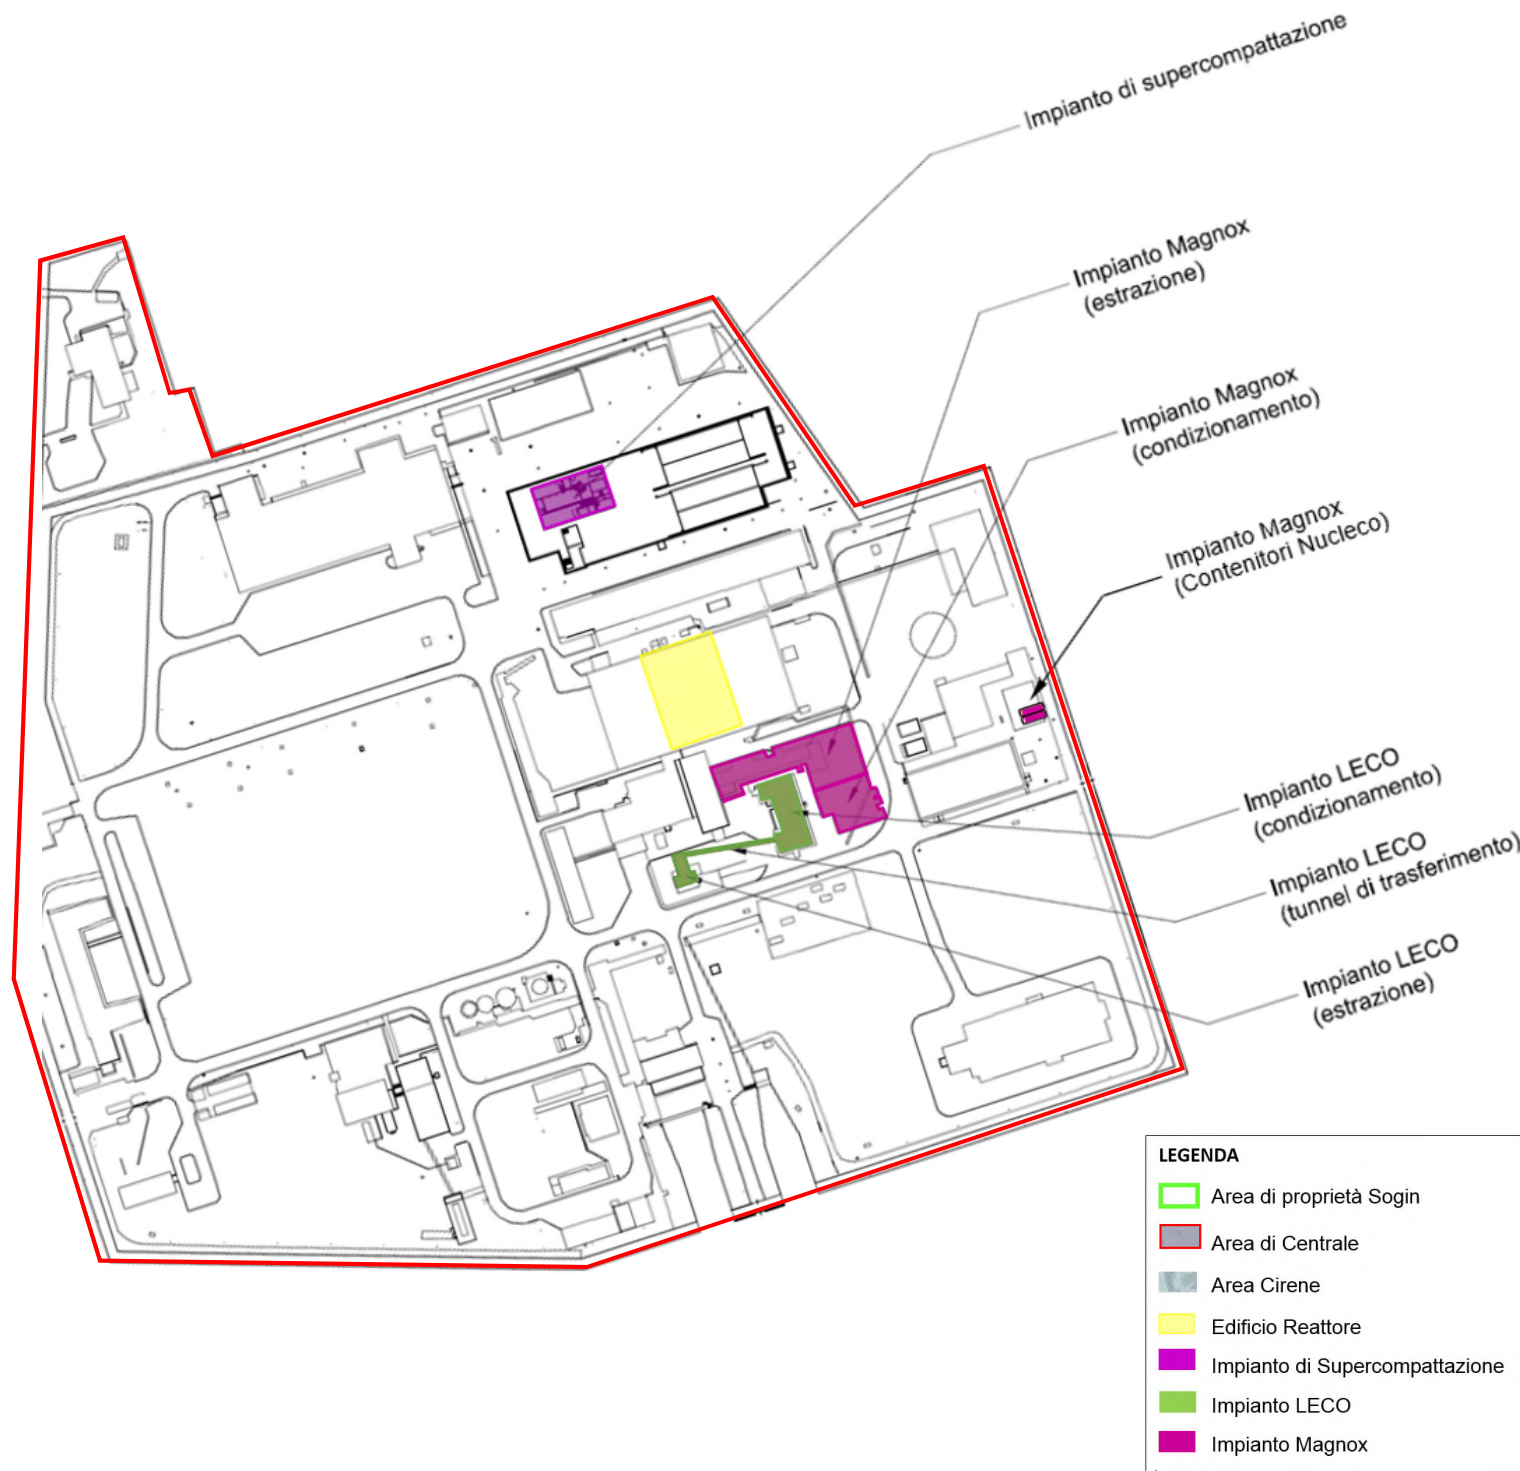 Impianto di supercompattazione
Impianto Magnox
(estrazione)
Impianto Magnox
(condizionamento)
Impianto Magnox
(Contenitori Nucleco)
Impianto LECO
(condizionamento)
Impianto LECO
(tunnel di trasferimento)
Impianto LECO
(estrazione)
LEGENDA
Area di proprietà Sogin
Area di Centrale
Area Cirene
Edificio Reattore
Impianto di Supercompattazione
Impianto LECO
Impianto Magnox